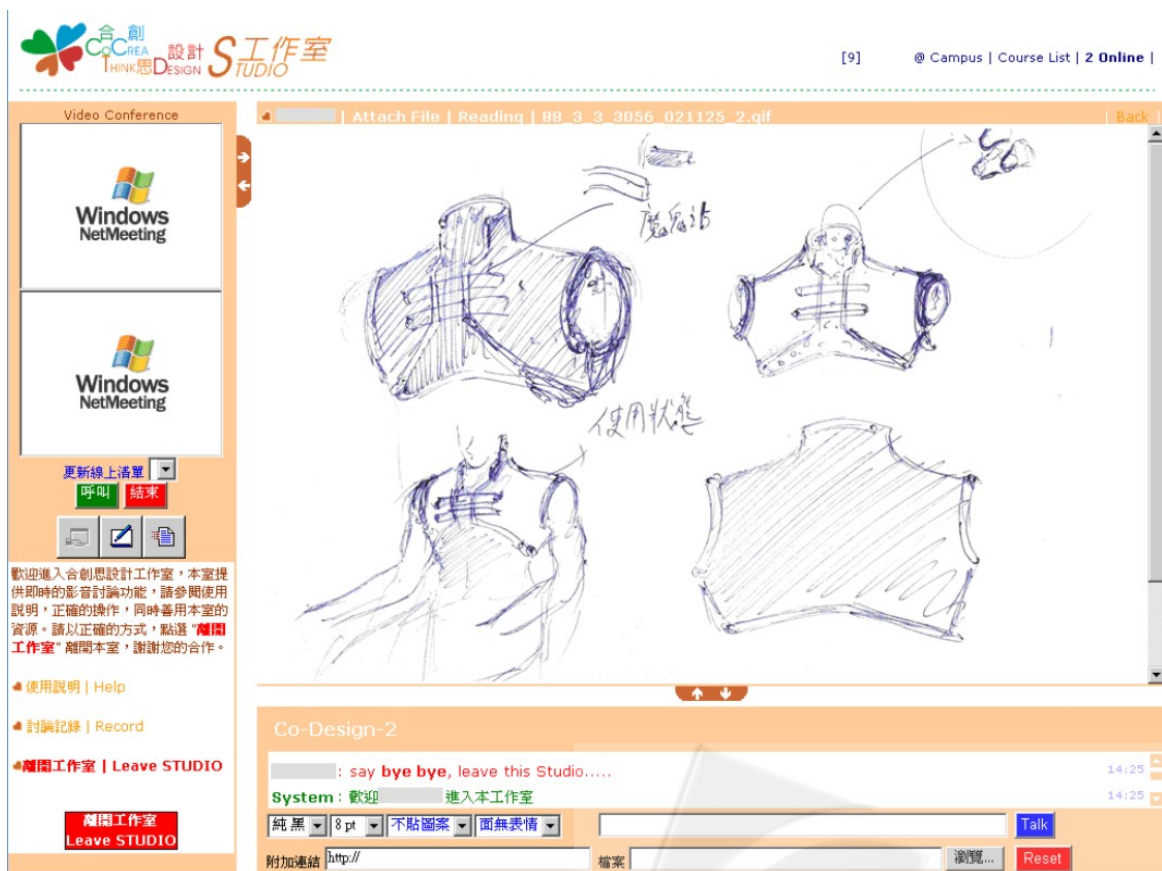 合創
CoCREA
THINK思DESIGN 設計
STUDIO 工作室
[9] @ Campus | Course List | 2 Online |
Video Conference
| Attach File | Reading | 88_3_3_3056_021125_2.gif | Back |
Windows
NetMeeting
Windows
NetMeeting
更新線上清單
呼叫 結束
歡迎進入合創思設計工作室，本室提
供即時的影音討論功能，請參閱使用
說明，正確的操作，同時善用本室的
資源。請以正確的方式，點選 "離開
工作室" 離開本室，謝謝您的合作。
使用說明 | Help
討論記錄 | Record
離開工作室 | Leave STUDIO
離開工作室
Leave STUDIO
魔鬼沾
使用狀態
Co-Design-2
: say bye bye, leave this Studio..... 14:25
System : 歡迎 進入本工作室 14:25
純 黑 8 pt 不貼圖案 面無表情 Talk
附加連結 http:// 檔案 瀏覽... Reset